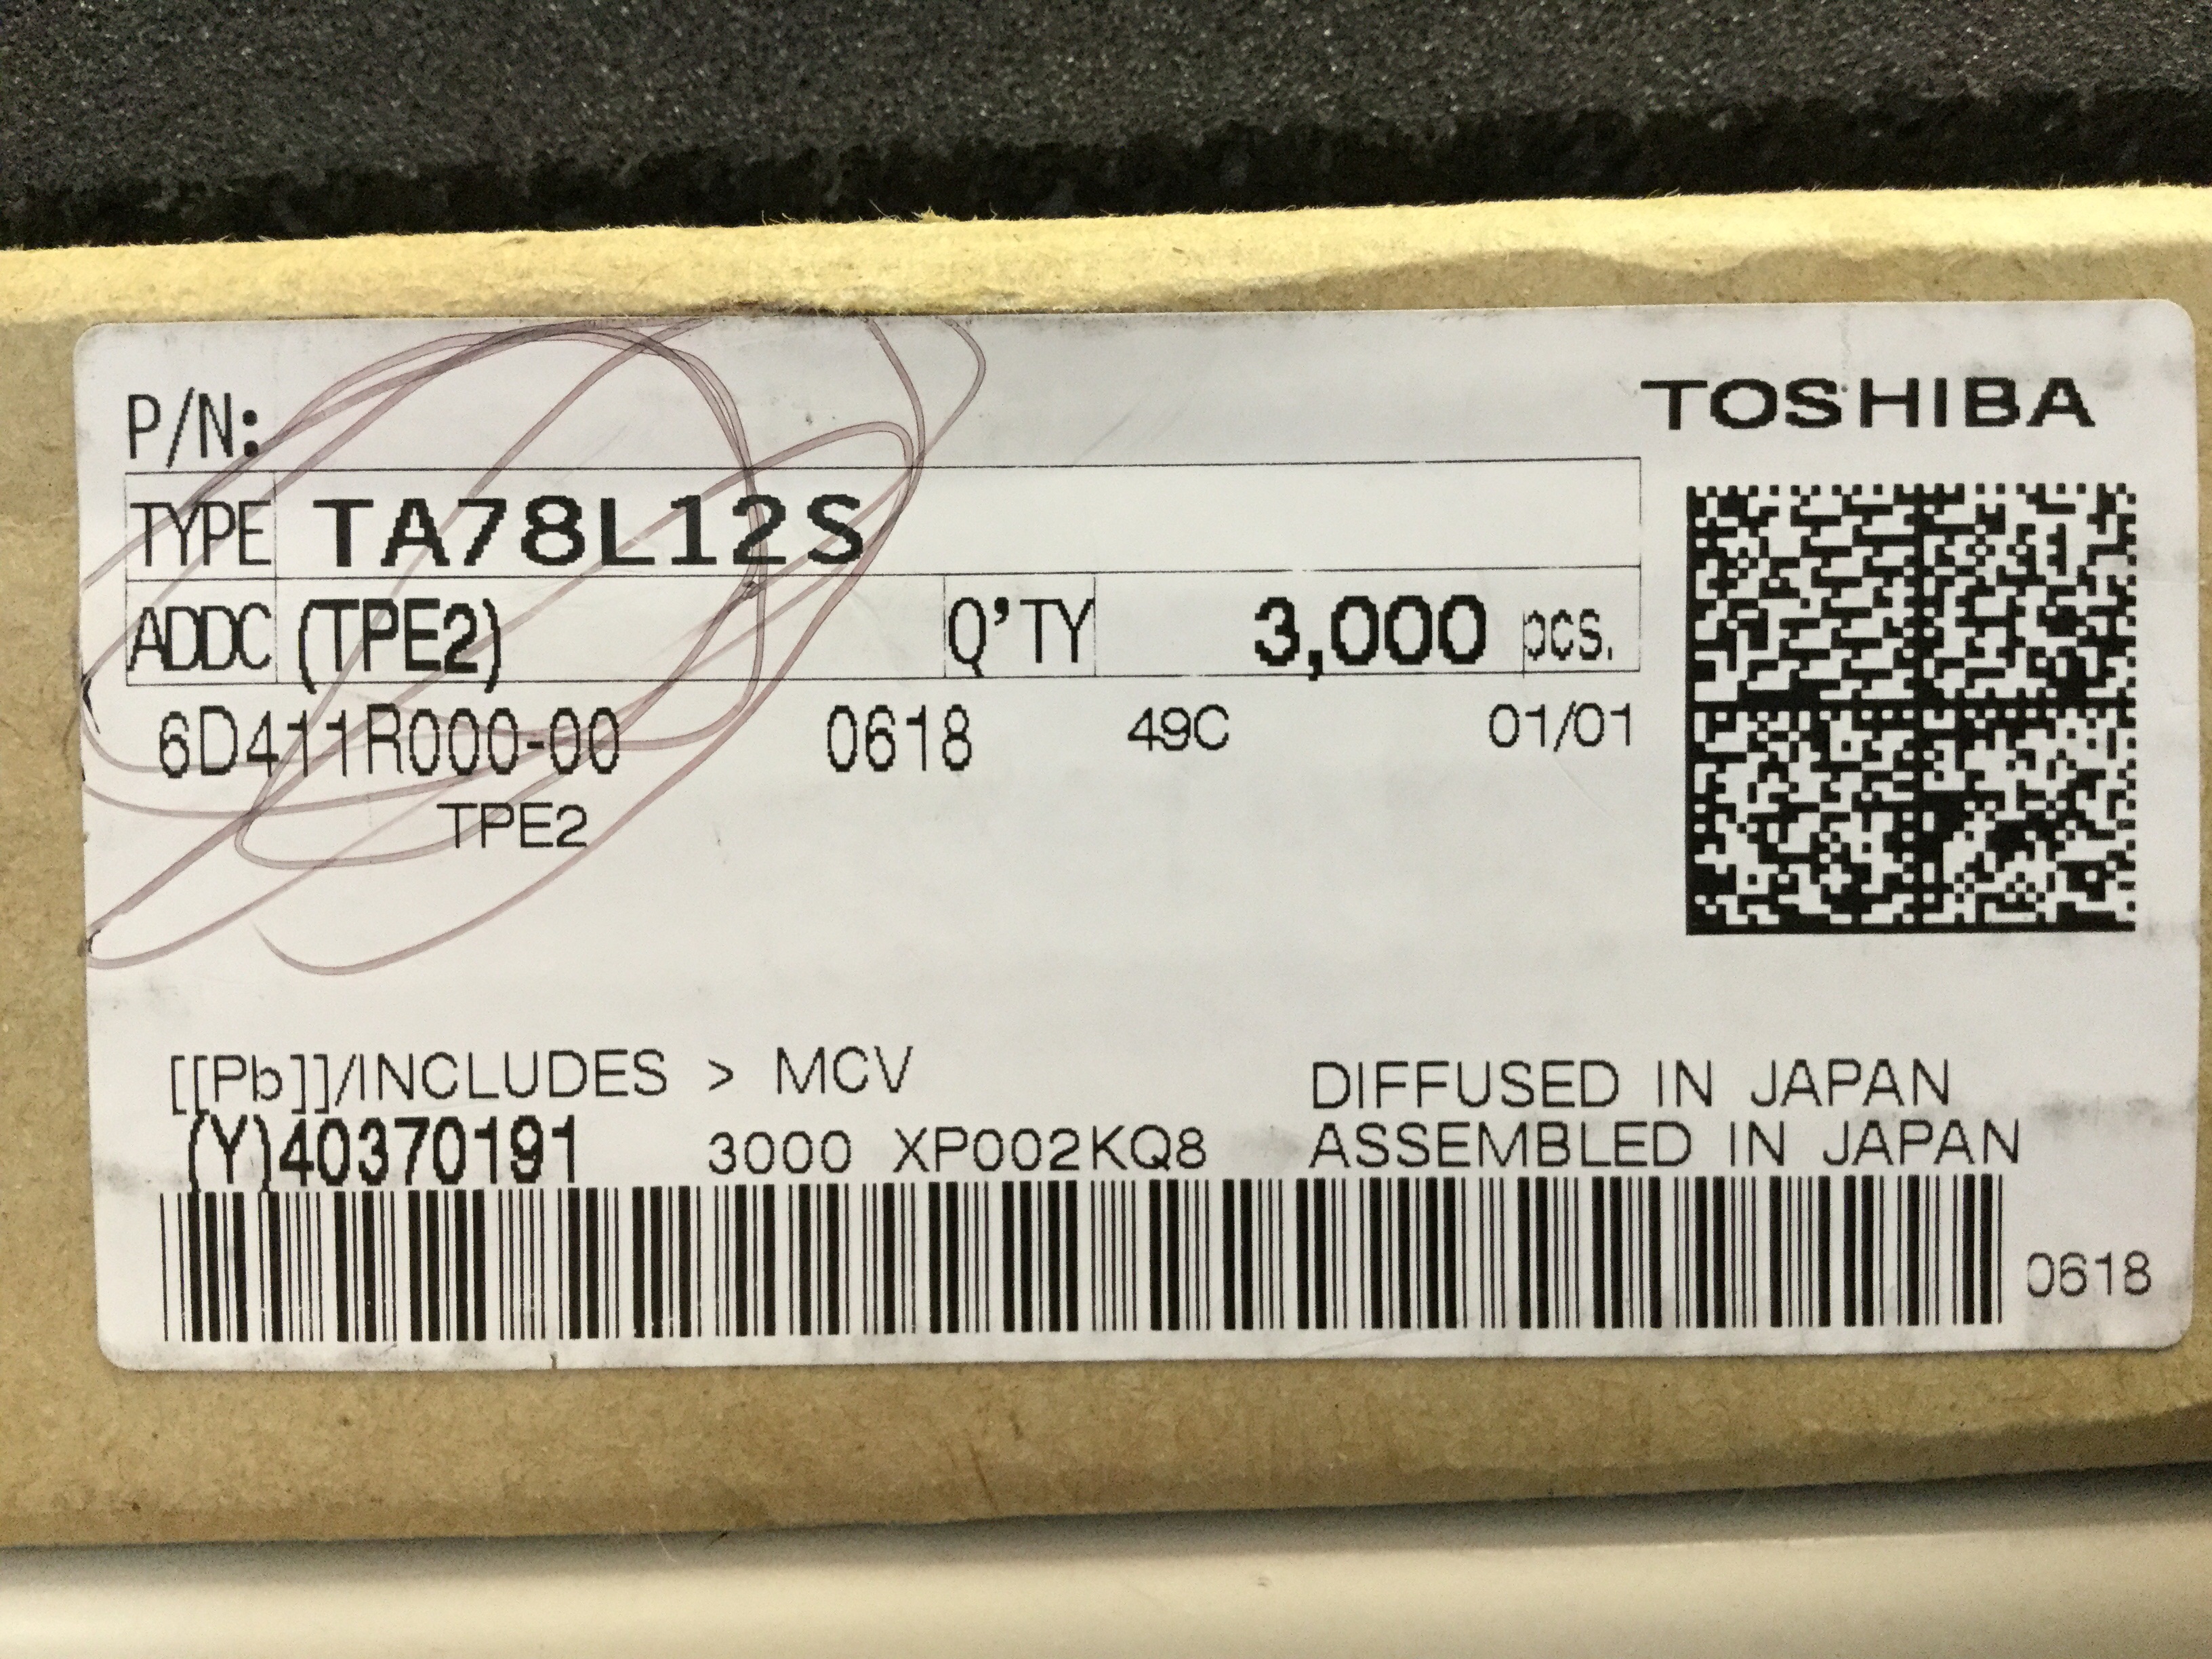 P/N:
TOSHIBA
TYPE TA78L12S
ADDC (TPE2) Q'TY 3,000 pcs.
6D411R000-00 0618 49C 01/01
TPE2
[[Pb]]/INCLUDES > MCV DIFFUSED IN JAPAN
(Y)40370191 3000 XP002KQ8 ASSEMBLED IN JAPAN
0618